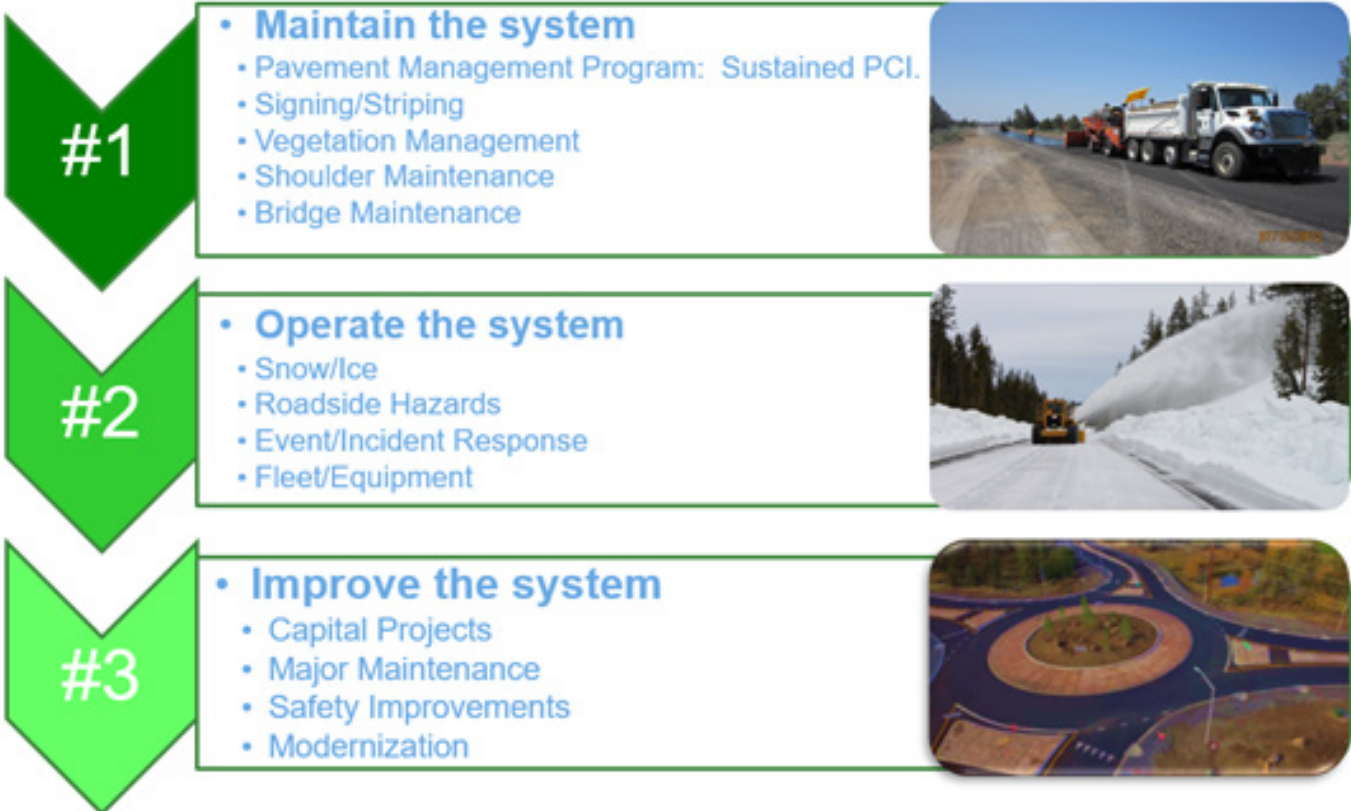 #1
• Maintain the system
• Pavement Management Program: Sustained PCI.
• Signing/Striping
• Vegetation Management
• Shoulder Maintenance
• Bridge Maintenance
#2
• Operate the system
• Snow/Ice
• Roadside Hazards
• Event/Incident Response
• Fleet/Equipment
#3
• Improve the system
• Capital Projects
• Major Maintenance
• Safety Improvements
• Modernization